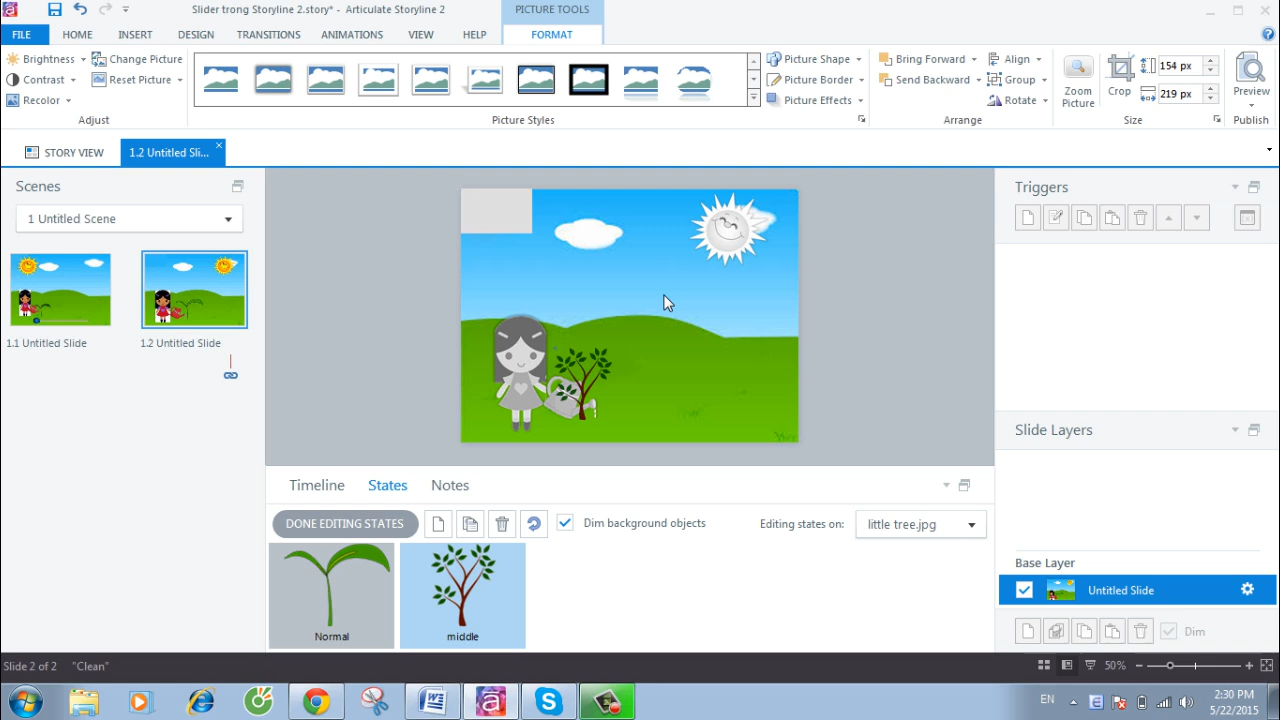 Slider trong Storyline 2.story* - Articulate Storyline 2
PICTURE TOOLS
FILE HOME INSERT DESIGN TRANSITIONS ANIMATIONS VIEW HELP FORMAT
Brightness Change Picture
Contrast Reset Picture
Recolor
Adjust
Picture Styles
Picture Shape
Picture Border
Picture Effects
Bring Forward Align
Send Backward Group
Rotate
Arrange
Zoom Picture
Crop
154 px
219 px
Size
Preview
Publish
STORY VIEW 1.2 Untitled Sli...
Scenes
1 Untitled Scene
1.1 Untitled Slide 1.2 Untitled Slide
Triggers
Slide Layers
Base Layer
Untitled Slide
Dim
Timeline States Notes
DONE EDITING STATES Dim background objects Editing states on: little tree.jpg
Normal middle
Slide 2 of 2 "Clean" 50%
EN 2:30 PM
5/22/2015